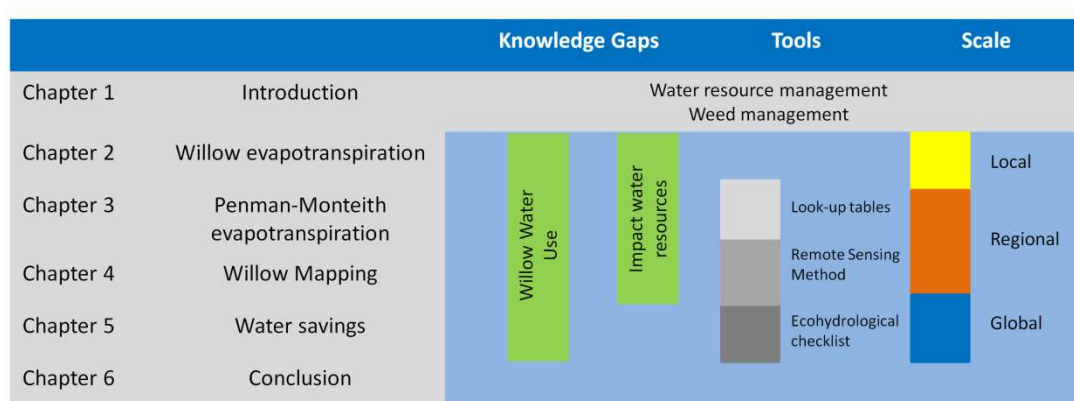 Knowledge Gaps Tools Scale
Chapter 1 Introduction Water resource management
Weed management
Chapter 2 Willow evapotranspiration Local
Chapter 3 Penman-Monteith
evapotranspiration
Look-up tables
Willow Water
Use
Impact water
resources
Regional
Chapter 4 Willow Mapping Remote Sensing
Method
Chapter 5 Water savings Ecohydrological
checklist
Global
Chapter 6 Conclusion